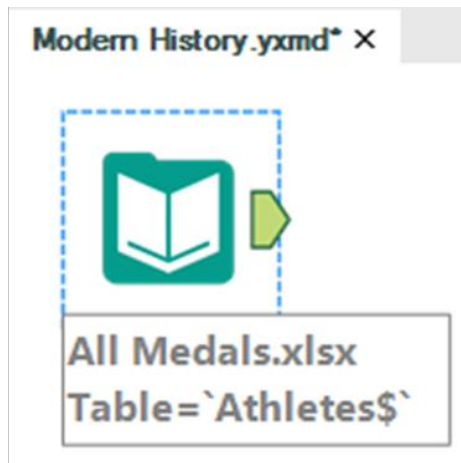 Modern History.yxmd* ×
All Medals.xlsx
Table=`Athletes$`